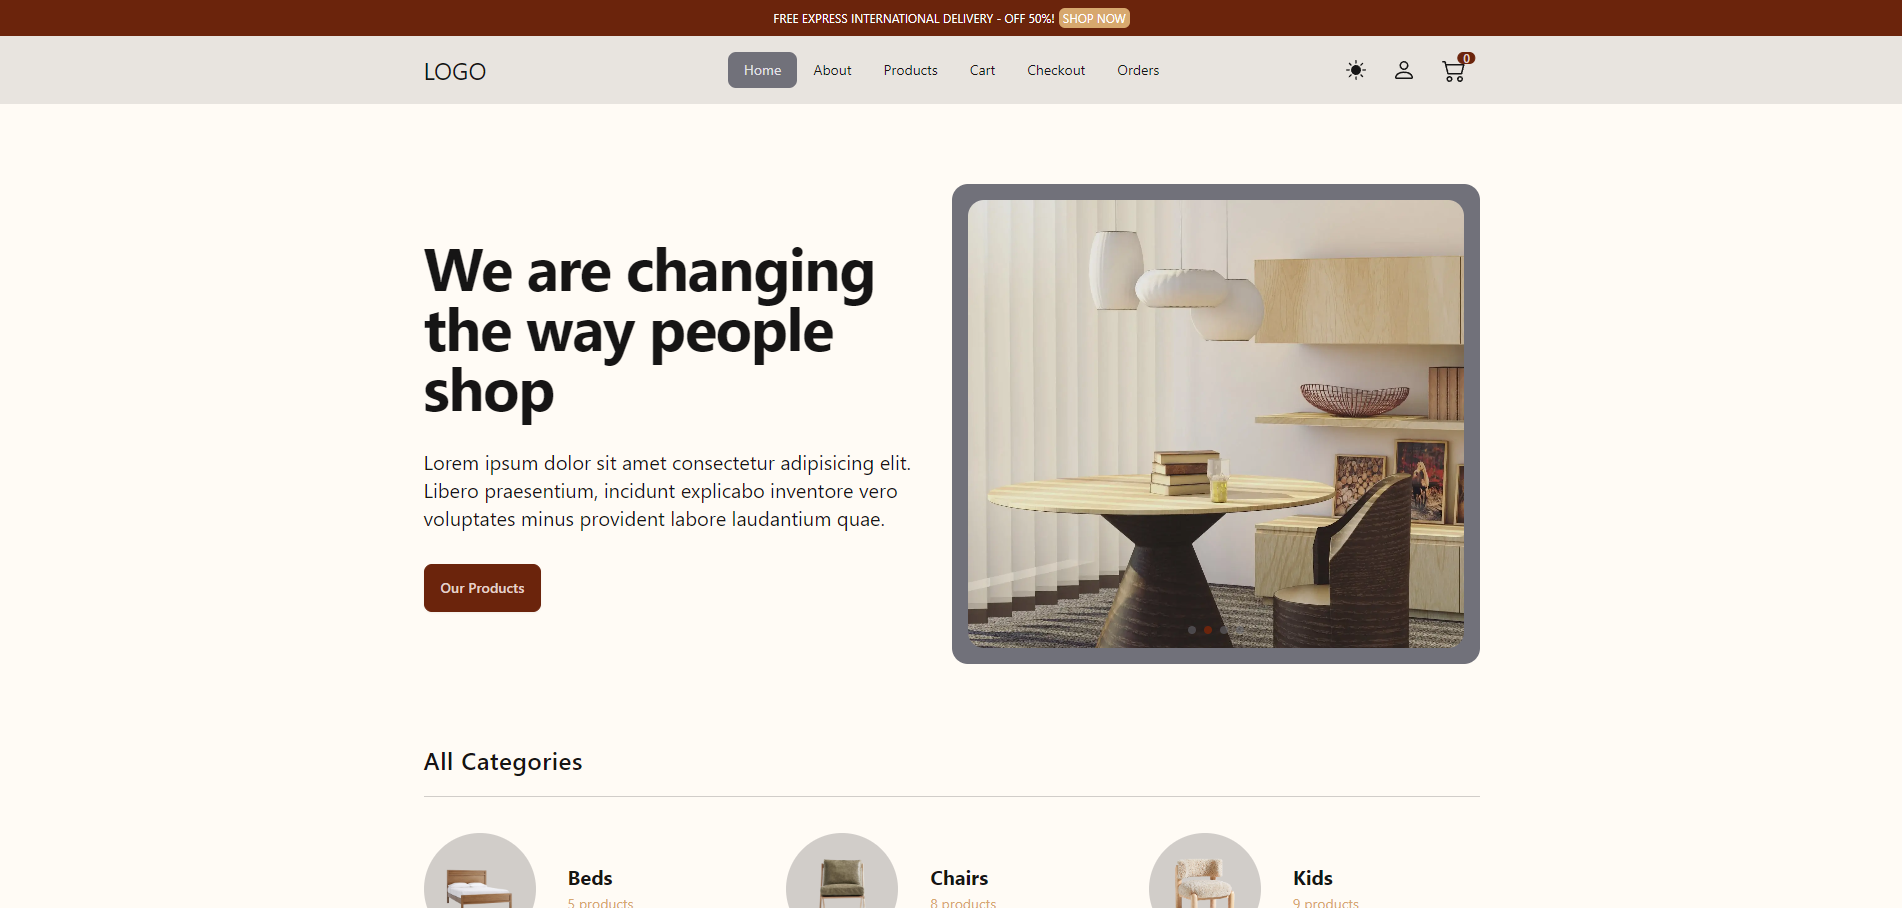 FREE EXPRESS INTERNATIONAL DELIVERY - OFF 50%! SHOP NOW
LOGO
Home
About
Products
Cart
Checkout
Orders
0
We are changing
the way people
shop
Lorem ipsum dolor sit amet consectetur adipisicing elit.
Libero praesentium, incidunt explicabo inventore vero
voluptates minus provident labore laudantium quae.
Our Products
All Categories
Beds
5 products
Chairs
8 products
Kids
9 products